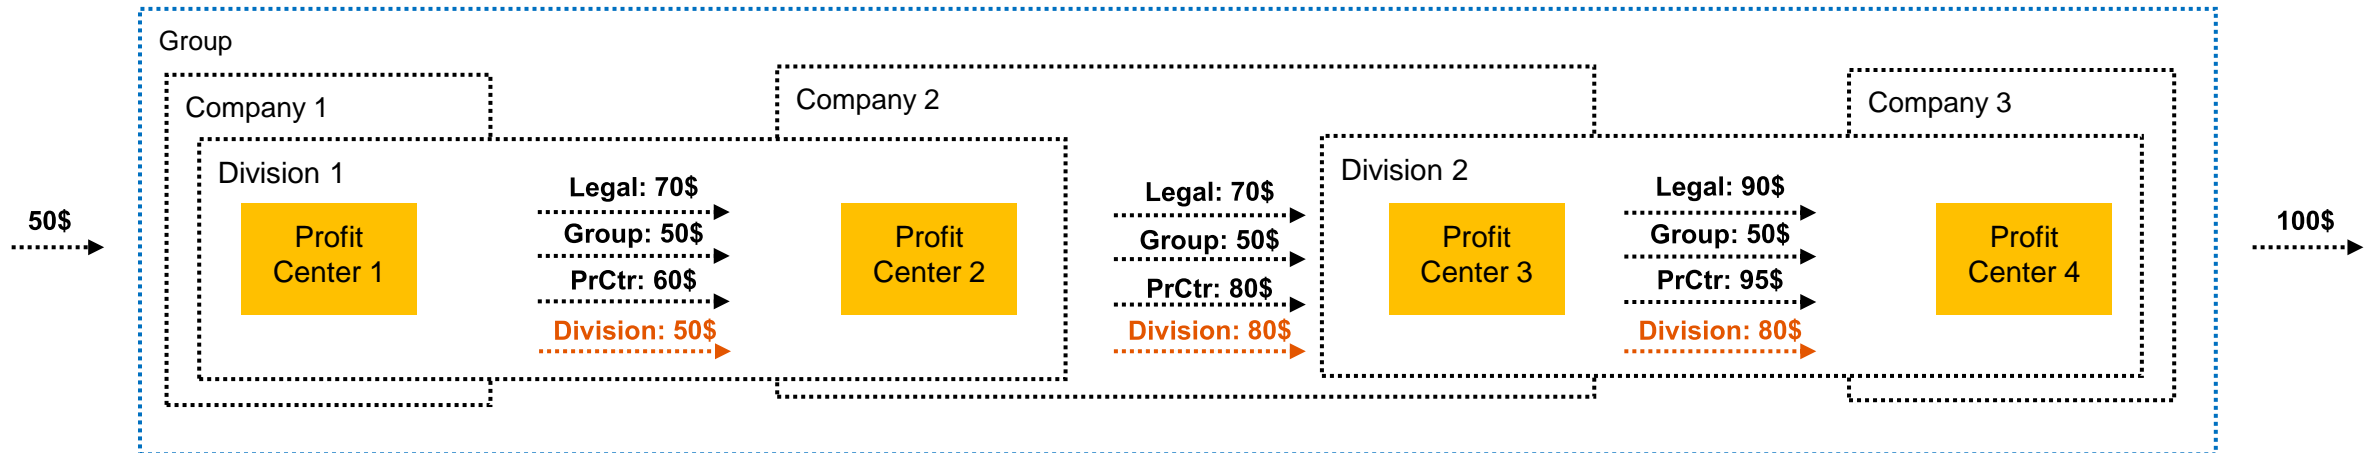 Group
Company 1
Company 2
Company 3
Division 1
Division 2
50$
Profit
Center 1
Legal: 70$
Group: 50$
PrCtr: 60$
Division: 50$
Profit
Center 2
Legal: 70$
Group: 50$
PrCtr: 80$
Division: 80$
Profit
Center 3
Legal: 90$
Group: 50$
PrCtr: 95$
Division: 80$
Profit
Center 4
100$